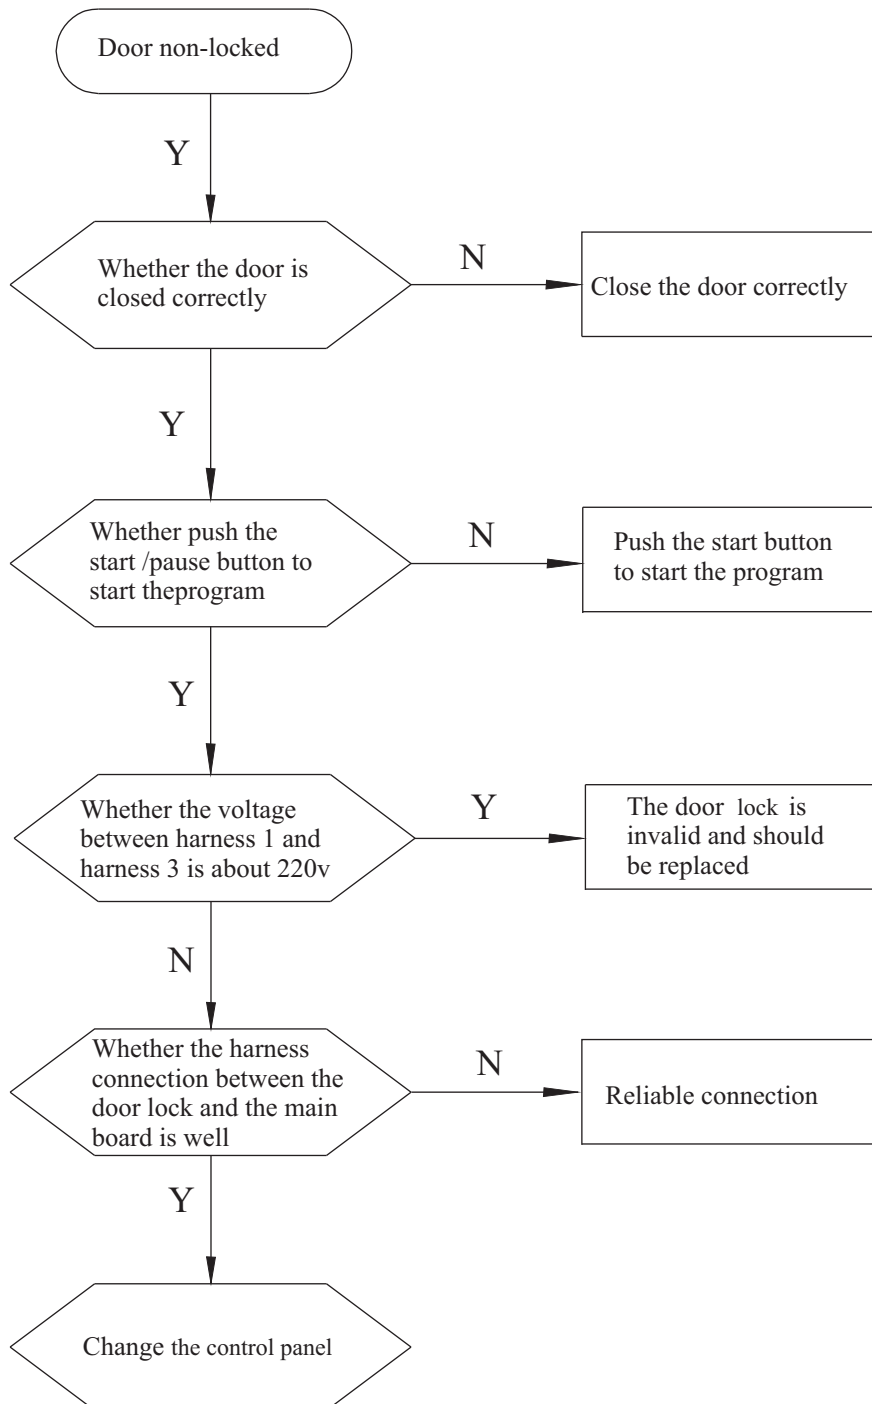 Door non-locked
Y
Whether the door is
closed correctly
N
Close the door correctly
Y
Whether push the
start /pause button to
start theprogram
N
Push the start button
to start the program
Y
Whether the voltage
between harness 1 and
harness 3 is about 220v
Y
The door lock is
invalid and should
be replaced
N
Whether the harness
connection between the
door lock and the main
board is well
N
Reliable connection
Y
Change the control panel